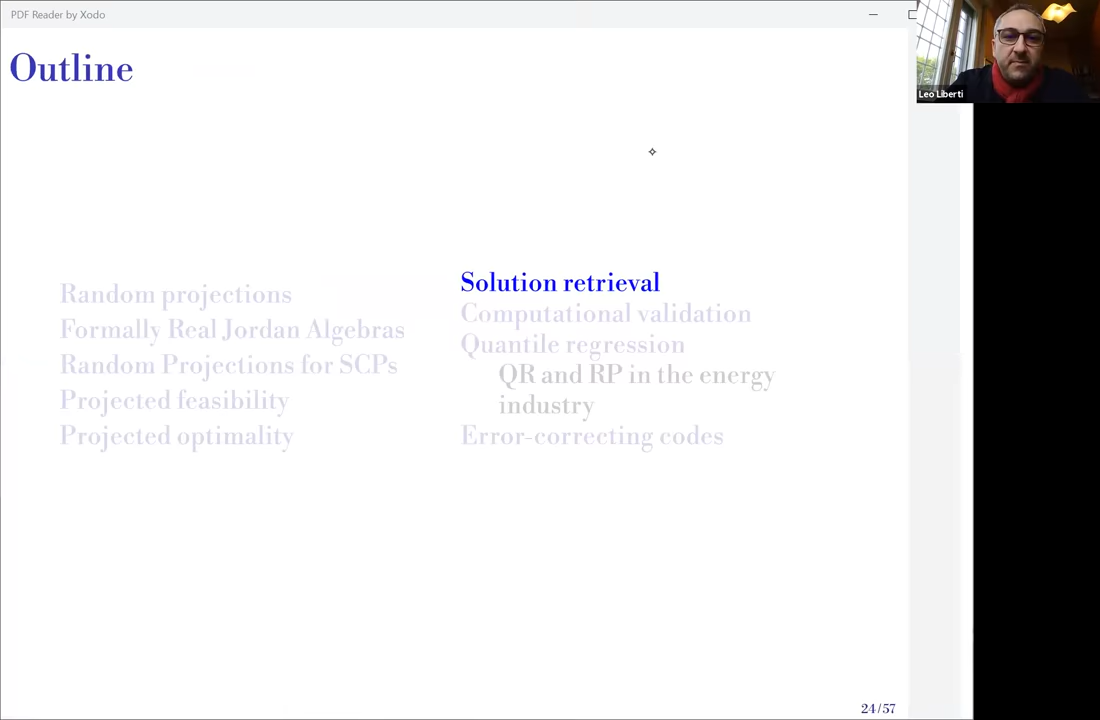 PDF Reader by Xodo
Outline
Leo Liberti
Random projections
Formally Real Jordan Algebras
Random Projections for SCPs
Projected feasibility
Projected optimality
Solution retrieval
Computational validation
Quantile regression
QR and RP in the energy
industry
Error-correcting codes
24/57